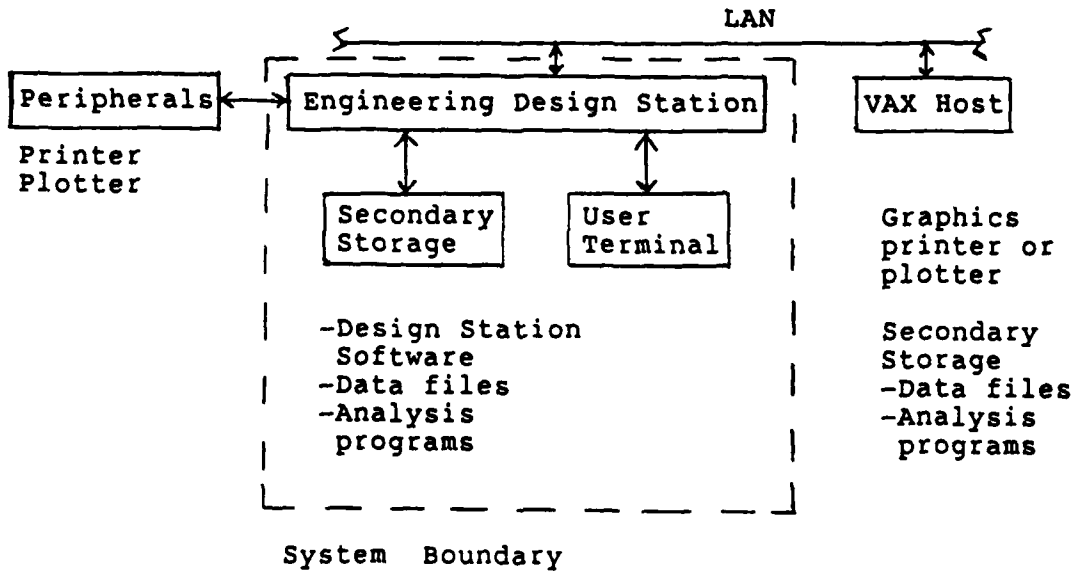 LAN
Peripherals
Engineering Design Station
VAX Host
Printer
Plotter
Secondary
Storage
User
Terminal
Graphics
printer or
plotter
-Design Station
Software
-Data files
-Analysis
programs
Secondary
Storage
-Data files
-Analysis
programs
System Boundary